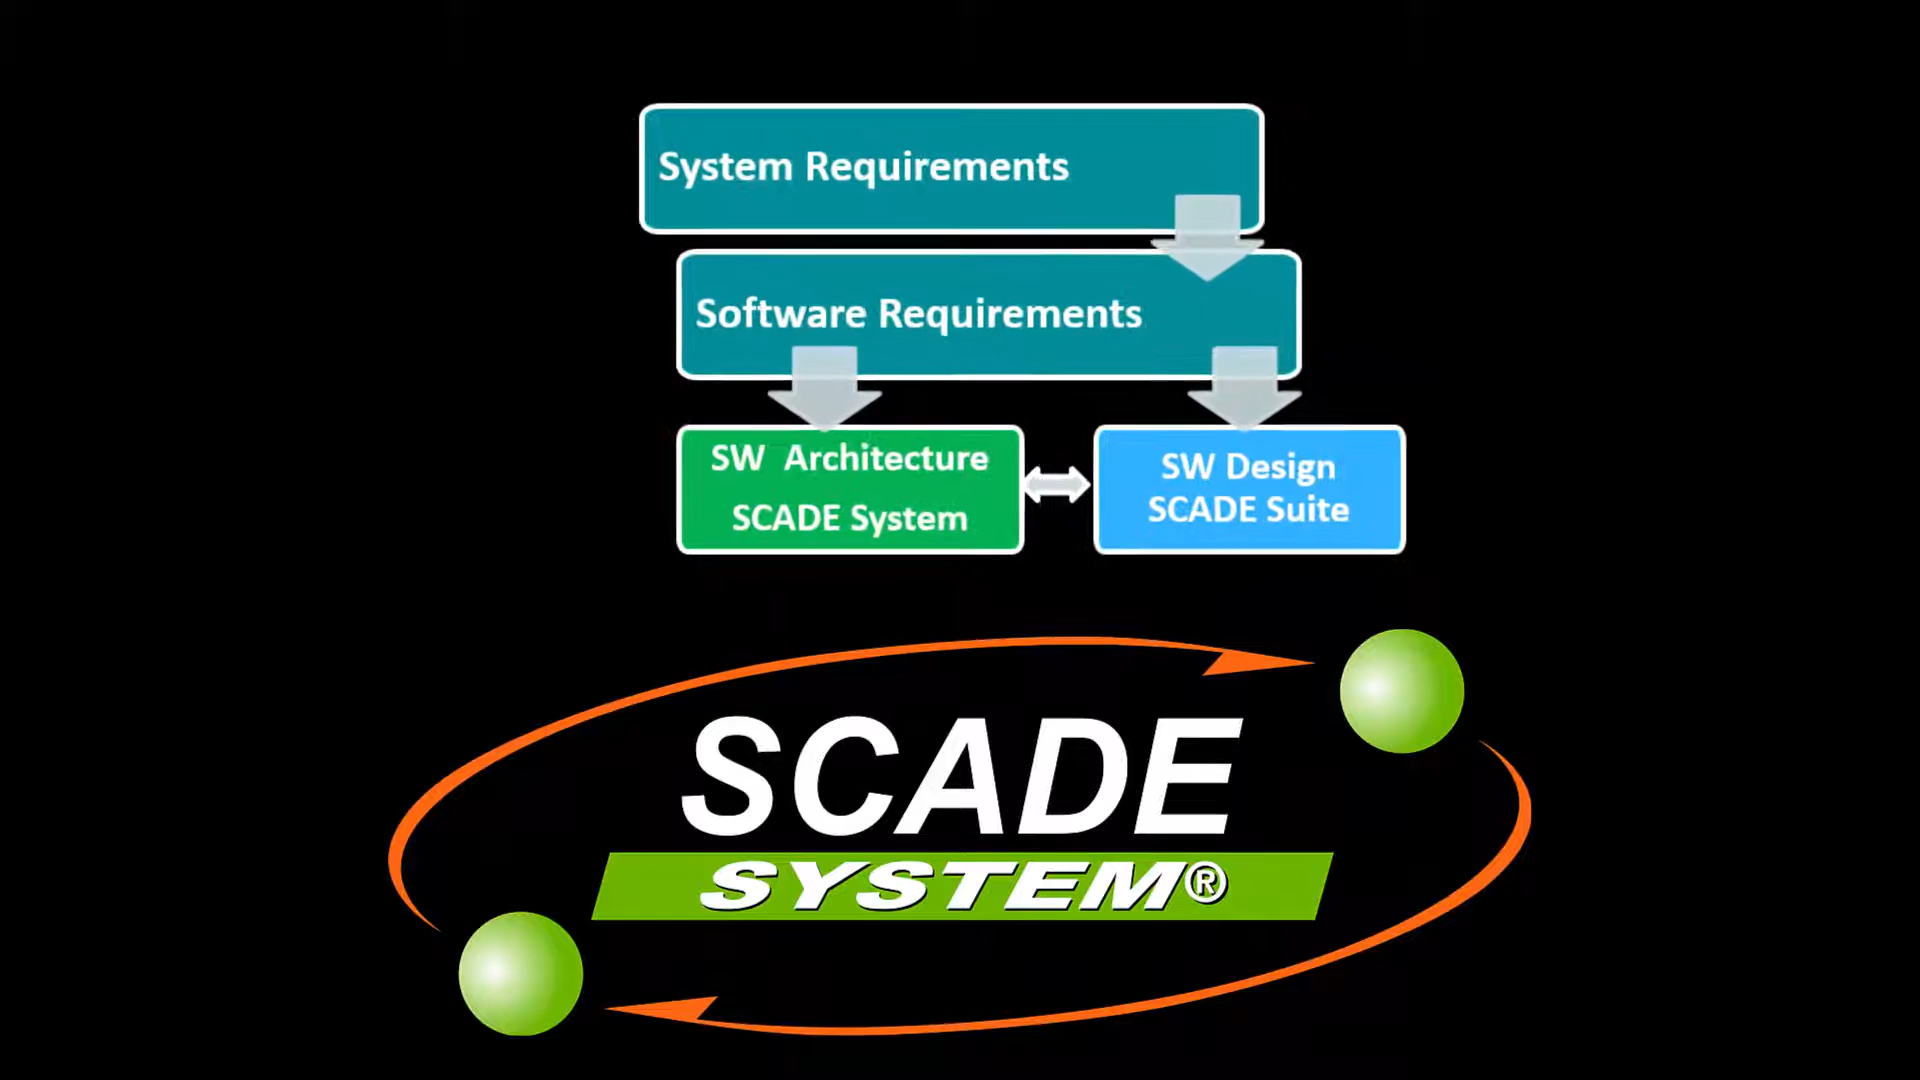 System Requirements
Software Requirements
SW Architecture
SCADE System
SW Design
SCADE Suite
SCADE
SYSTEM®